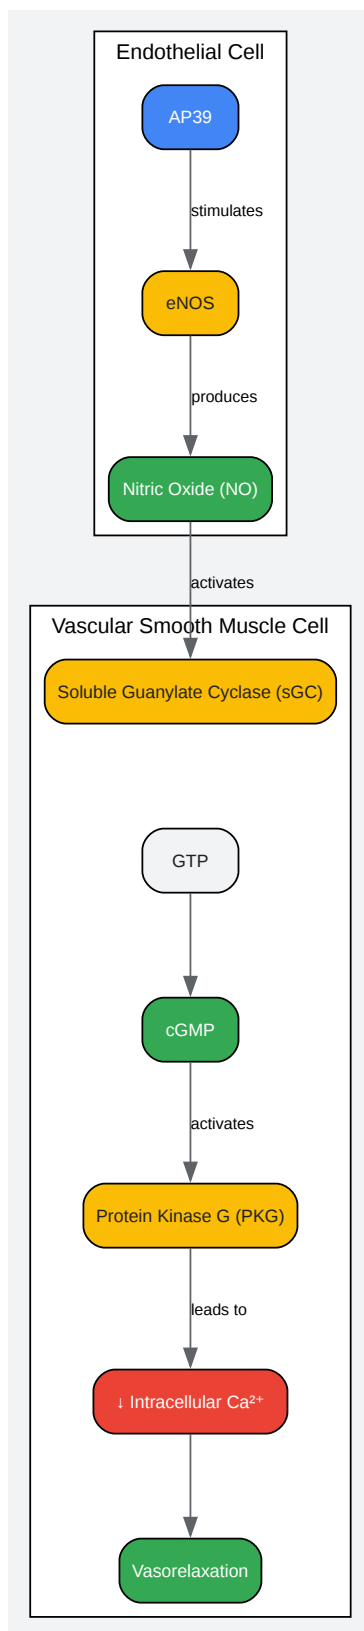 Endothelial Cell
AP39
stimulates
eNOS
produces
Nitric Oxide (NO)
activates
Vascular Smooth Muscle Cell
Soluble Guanylate Cyclase (sGC)
GTP
cGMP
activates
Protein Kinase G (PKG)
leads to
↓ Intracellular Ca²⁺
Vasorelaxation